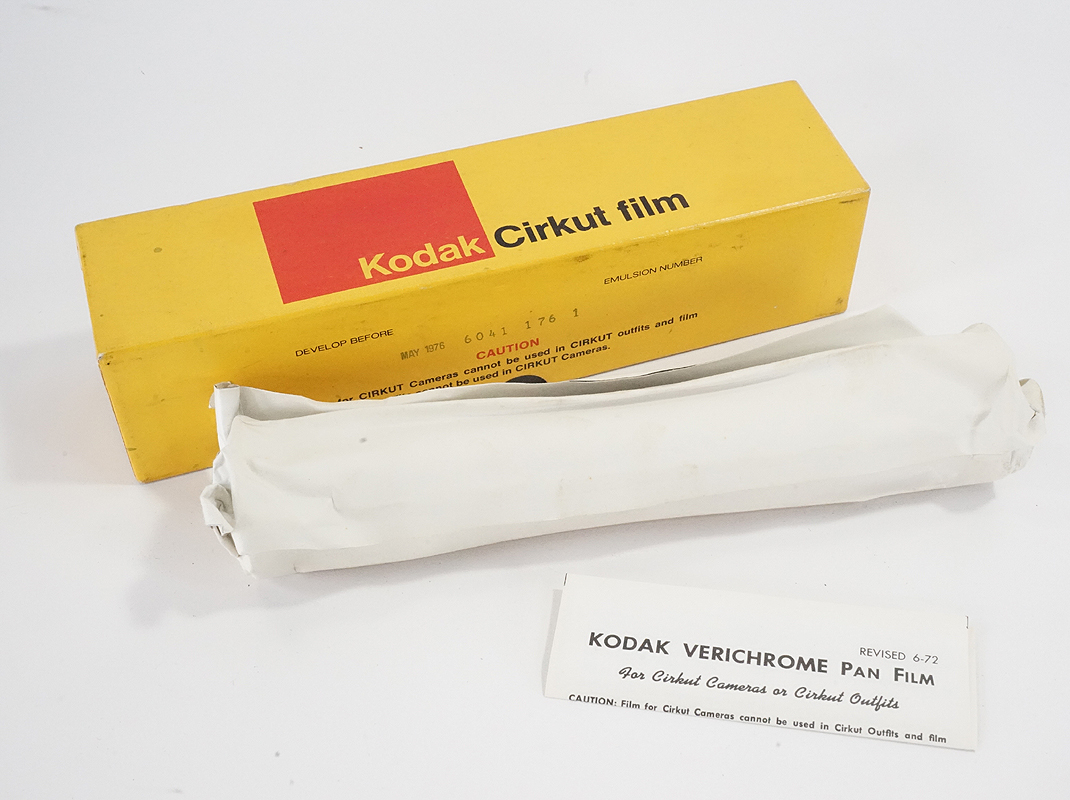 Kodak Cirkut film
EMULSION NUMBER
DEVELOP BEFORE
MAY 1976 6041 176 1
CAUTION
for CIRKUT Cameras cannot be used in CIRKUT outfits and film
cannot be used in CIRKUT Cameras.
REVISED 6-72
KODAK VERICHROME PAN FILM
For Cirkut Cameras or Cirkut Outfits
CAUTION: Film for Cirkut Cameras cannot be used in Cirkut Outfits and film